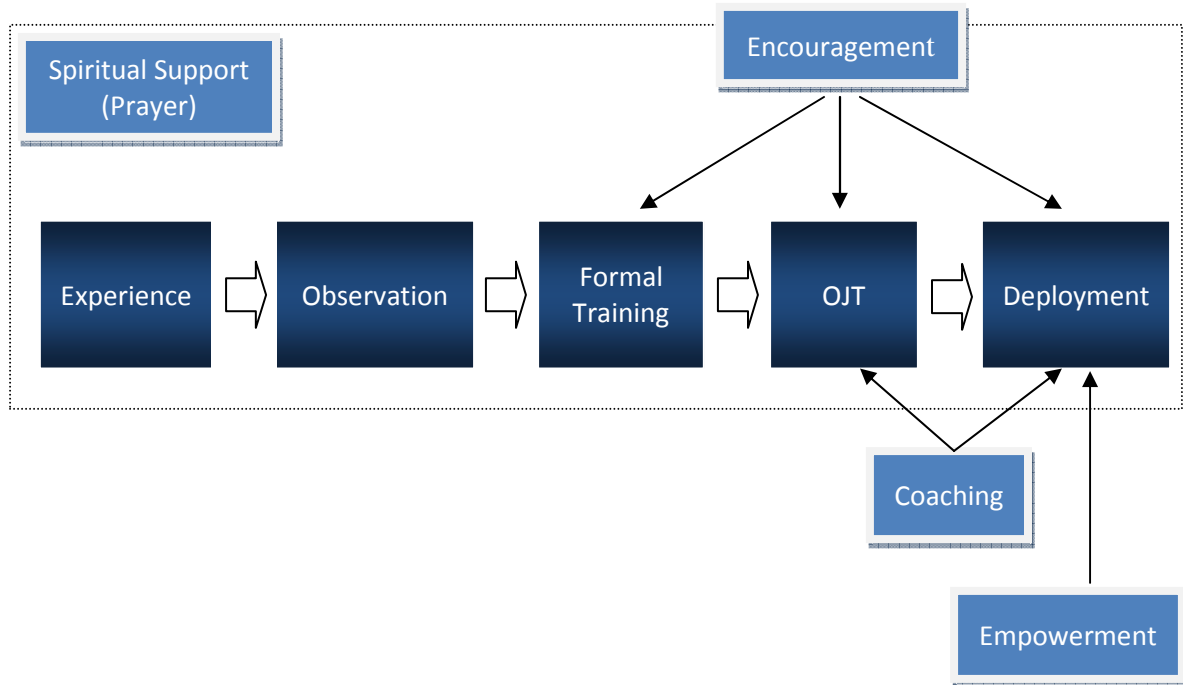 Encouragement
Spiritual Support
(Prayer)
Experience
Observation
Formal
Training
OJT
Deployment
Coaching
Empowerment